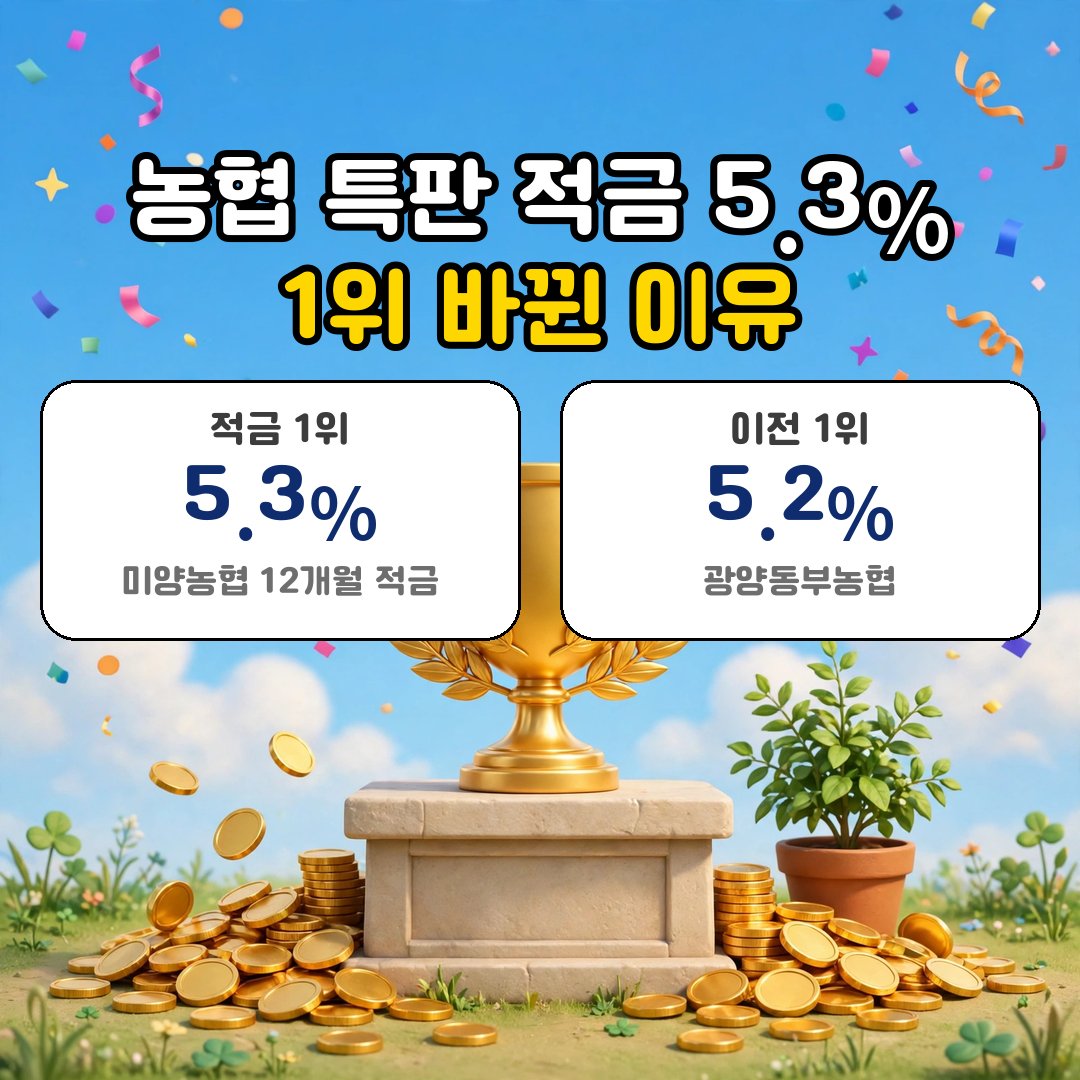 농협 특판 적금 5.3%
1위 바뀐 이유
적금 1위
5.3%
미양농협 12개월 적금
이전 1위
5.2%
광양동부농협